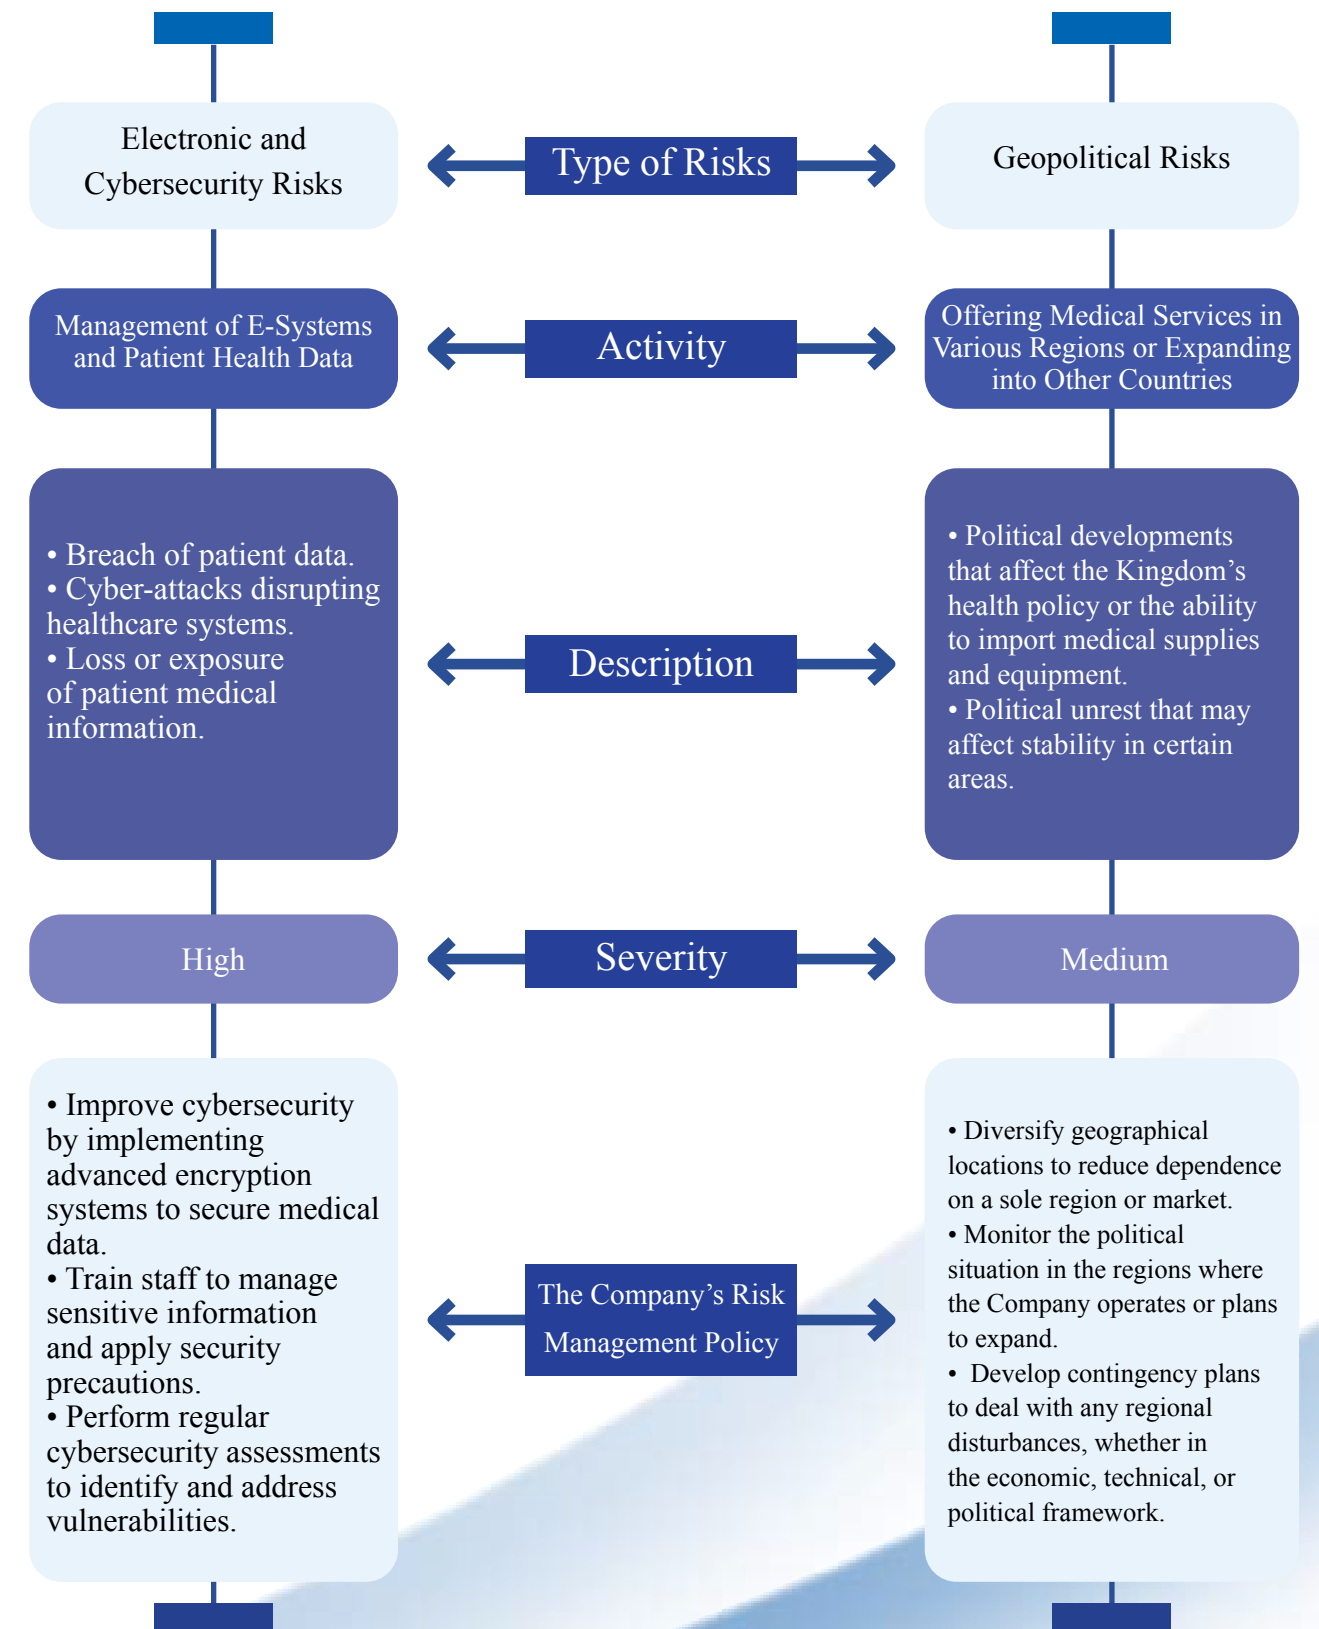 Electronic and
Cybersecurity Risks
Type of Risks
Geopolitical Risks
Management of E-Systems
and Patient Health Data
Activity
Offering Medical Services in
Various Regions or Expanding
into Other Countries
• Breach of patient data.
• Cyber-attacks disrupting
healthcare systems.
• Loss or exposure
of patient medical
information.
Description
• Political developments
that affect the Kingdom’s
health policy or the ability
to import medical supplies
and equipment.
• Political unrest that may
affect stability in certain
areas.
High
Severity
Medium
• Improve cybersecurity
by implementing
advanced encryption
systems to secure medical
data.
• Train staff to manage
sensitive information
and apply security
precautions.
• Perform regular
cybersecurity assessments
to identify and address
vulnerabilities.
The Company’s Risk
Management Policy
• Diversify geographical
locations to reduce dependence
on a sole region or market.
• Monitor the political
situation in the regions where
the Company operates or plans
to expand.
• Develop contingency plans
to deal with any regional
disturbances, whether in
the economic, technical, or
political framework.